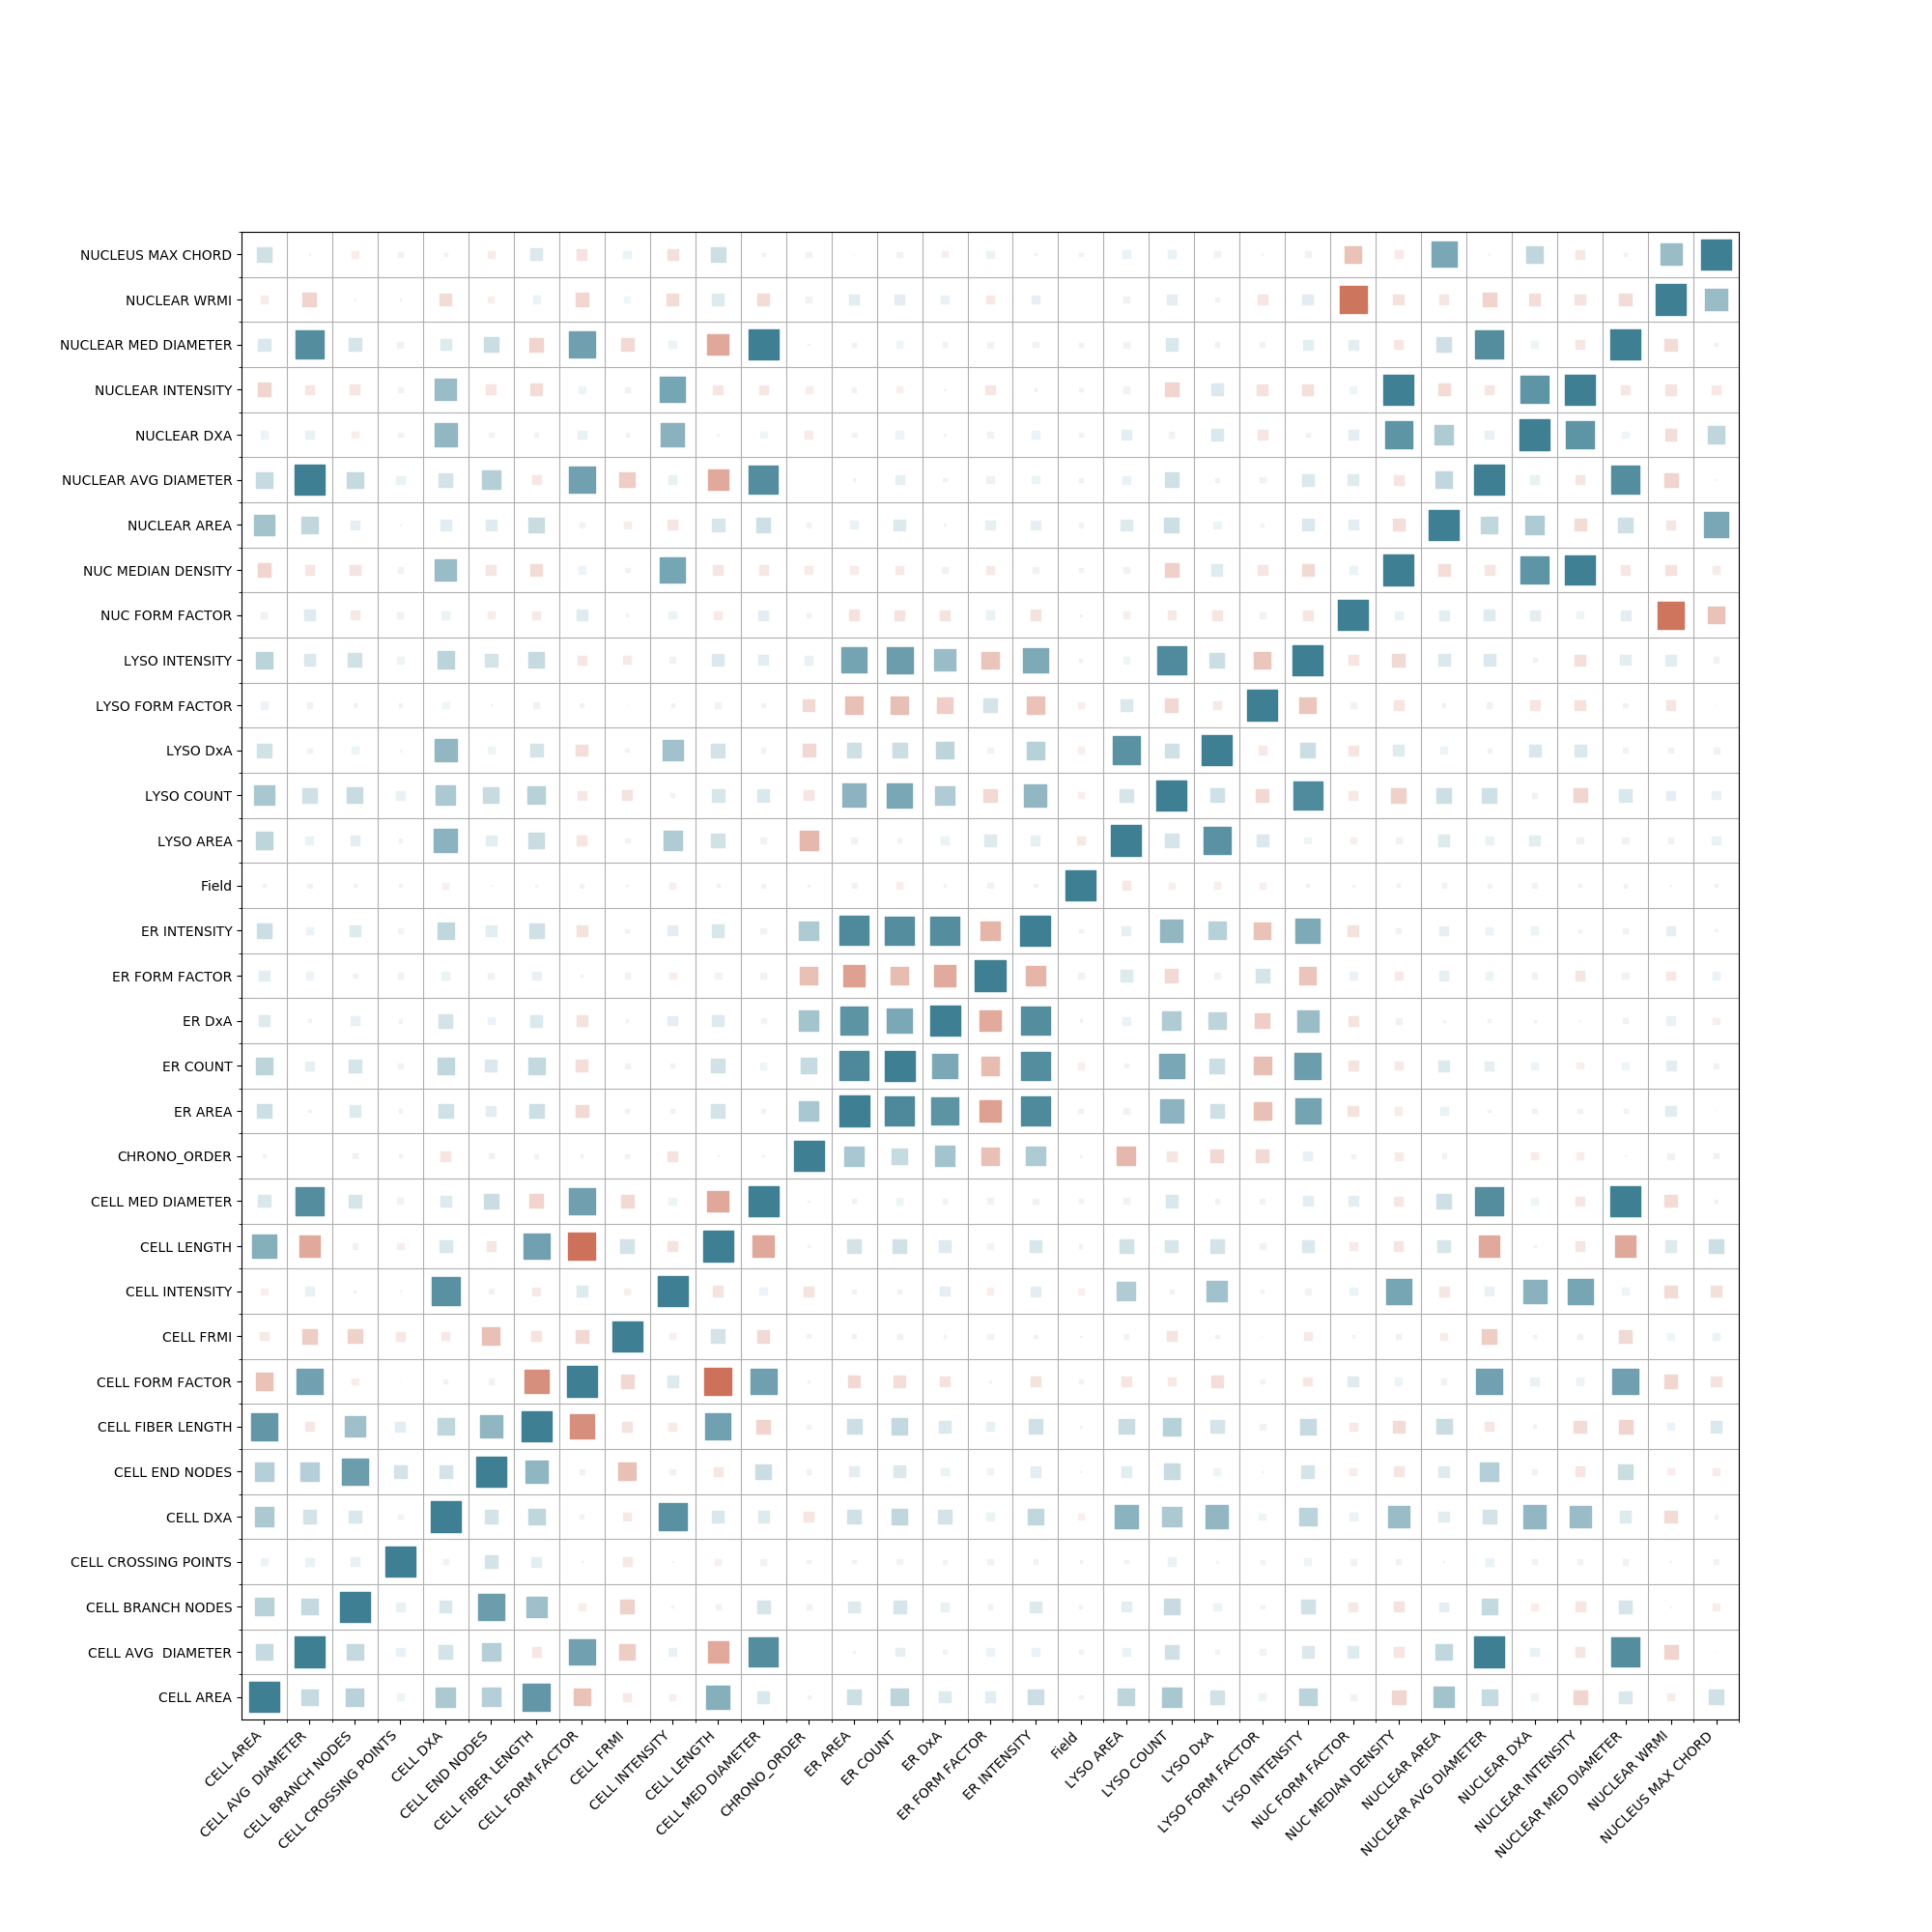 NUCLEUS MAX CHORD
NUCLEAR WRMI
NUCLEAR MED DIAMETER
NUCLEAR INTENSITY
NUCLEAR DXA
NUCLEAR AVG DIAMETER
NUCLEAR AREA
NUC MEDIAN DENSITY
NUC FORM FACTOR
LYSO INTENSITY
LYSO FORM FACTOR
LYSO DxA
LYSO COUNT
LYSO AREA
Field
ER INTENSITY
ER FORM FACTOR
ER DxA
ER COUNT
ER AREA
CHRONO_ORDER
CELL MED DIAMETER
CELL LENGTH
CELL INTENSITY
CELL FRMI
CELL FORM FACTOR
CELL FIBER LENGTH
CELL END NODES
CELL DXA
CELL CROSSING POINTS
CELL BRANCH NODES
CELL AVG  DIAMETER
CELL AREA
CELL AREA
CELL AVG  DIAMETER
CELL BRANCH NODES
CELL CROSSING POINTS
CELL DXA
CELL END NODES
CELL FIBER LENGTH
CELL FORM FACTOR
CELL FRMI
CELL INTENSITY
CELL LENGTH
CELL MED DIAMETER
CHRONO_ORDER
ER AREA
ER COUNT
ER DxA
ER FORM FACTOR
ER INTENSITY
Field
LYSO AREA
LYSO COUNT
LYSO DxA
LYSO FORM FACTOR
LYSO INTENSITY
NUC FORM FACTOR
NUC MEDIAN DENSITY
NUCLEAR AREA
NUCLEAR AVG DIAMETER
NUCLEAR DXA
NUCLEAR INTENSITY
NUCLEAR MED DIAMETER
NUCLEAR WRMI
NUCLEUS MAX CHORD